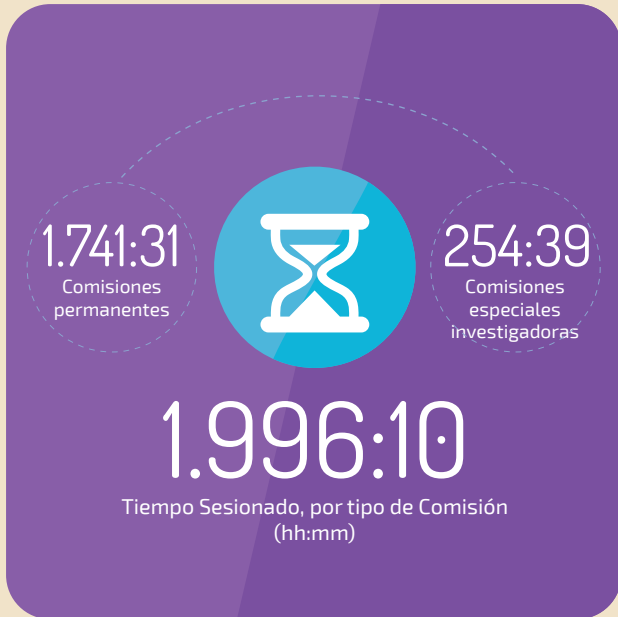 1.741:31
Comisiones
permanentes
254:39
Comisiones
especiales
investigadoras
1.996:10
Tiempo Sesionado, por tipo de Comisión
(hh:mm)